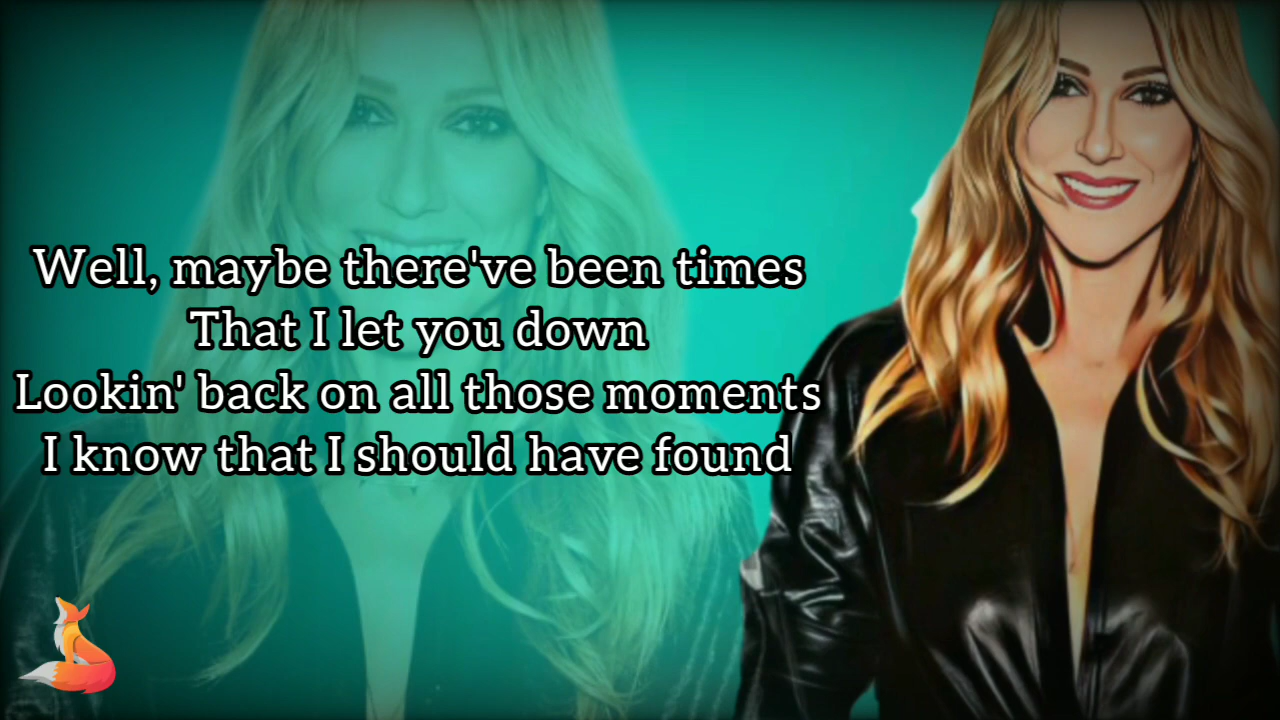 Well, maybe there've been times
That I let you down
Lookin' back on all those moments
I know that I should have found